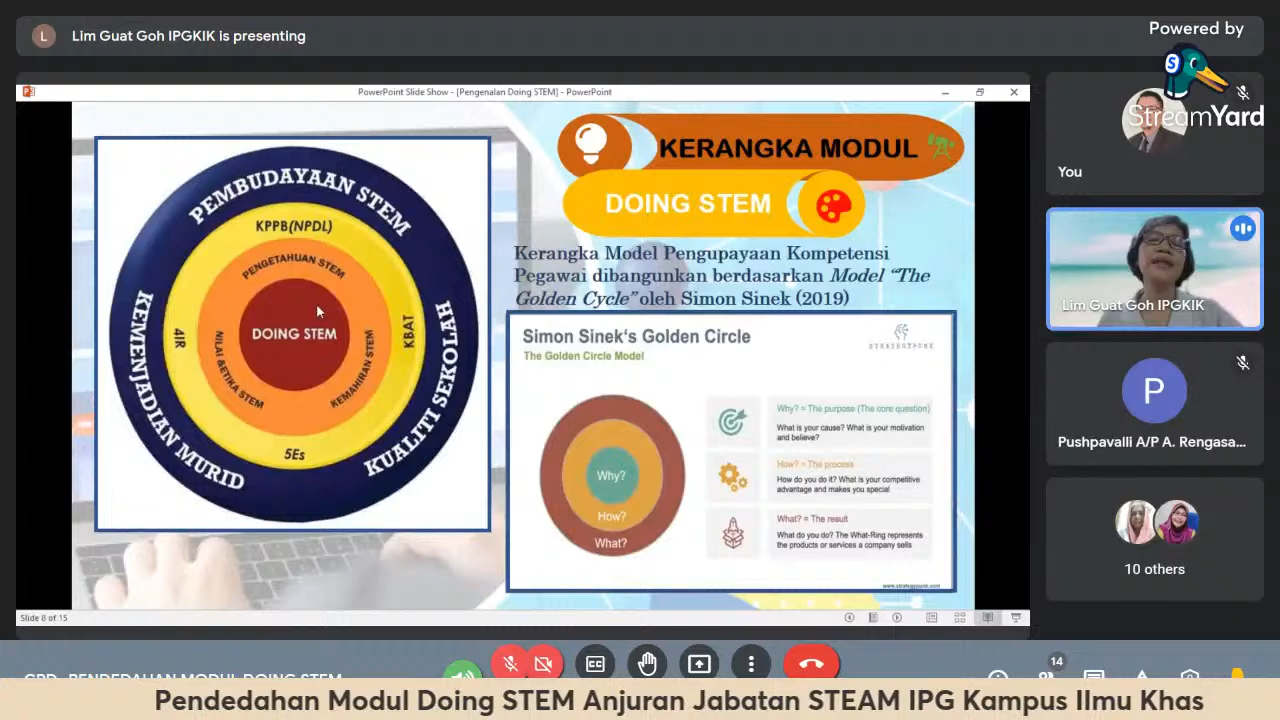 L
Lim Guat Goh IPGKIK is presenting
Powered by
StreamYard
PowerPoint Slide Show - [Pengenalan Doing STEM] - PowerPoint
KERANGKA MODUL
DOING STEM
PEMBUDAYAAN STEM
KEMENJADIAN MURID
KUALITI SEKOLAH
KPPB(NPDL)
4IR
KBAT
5Es
PENGETAHUAN STEM
NILAI & ETIKA STEM
KEMAHIRAN STEM
DOING STEM
Kerangka Model Pengupayaan Kompetensi
Pegawai dibangunkan berdasarkan Model “The
Golden Cycle” oleh Simon Sinek (2019)
Simon Sinek‘s Golden Circle
The Golden Circle Model
STRATEGYPUNK
Why?
How?
What?
Why? = The purpose (The core question)
What is your cause? What is your motivation
and believe?
How? = The process
How do you do it? What is your competitive
advantage and makes you special
What? = The result
What do you do? The What-Ring represents
the products or services a company sells
www.strategypunk.com
Slide 8 of 15
You
Lim Guat Goh IPGKIK
P
Pushpavalli A/P A. Rengasa...
10 others
14
Pendedahan Modul Doing STEM Anjuran Jabatan STEAM IPG Kampus Ilmu Khas